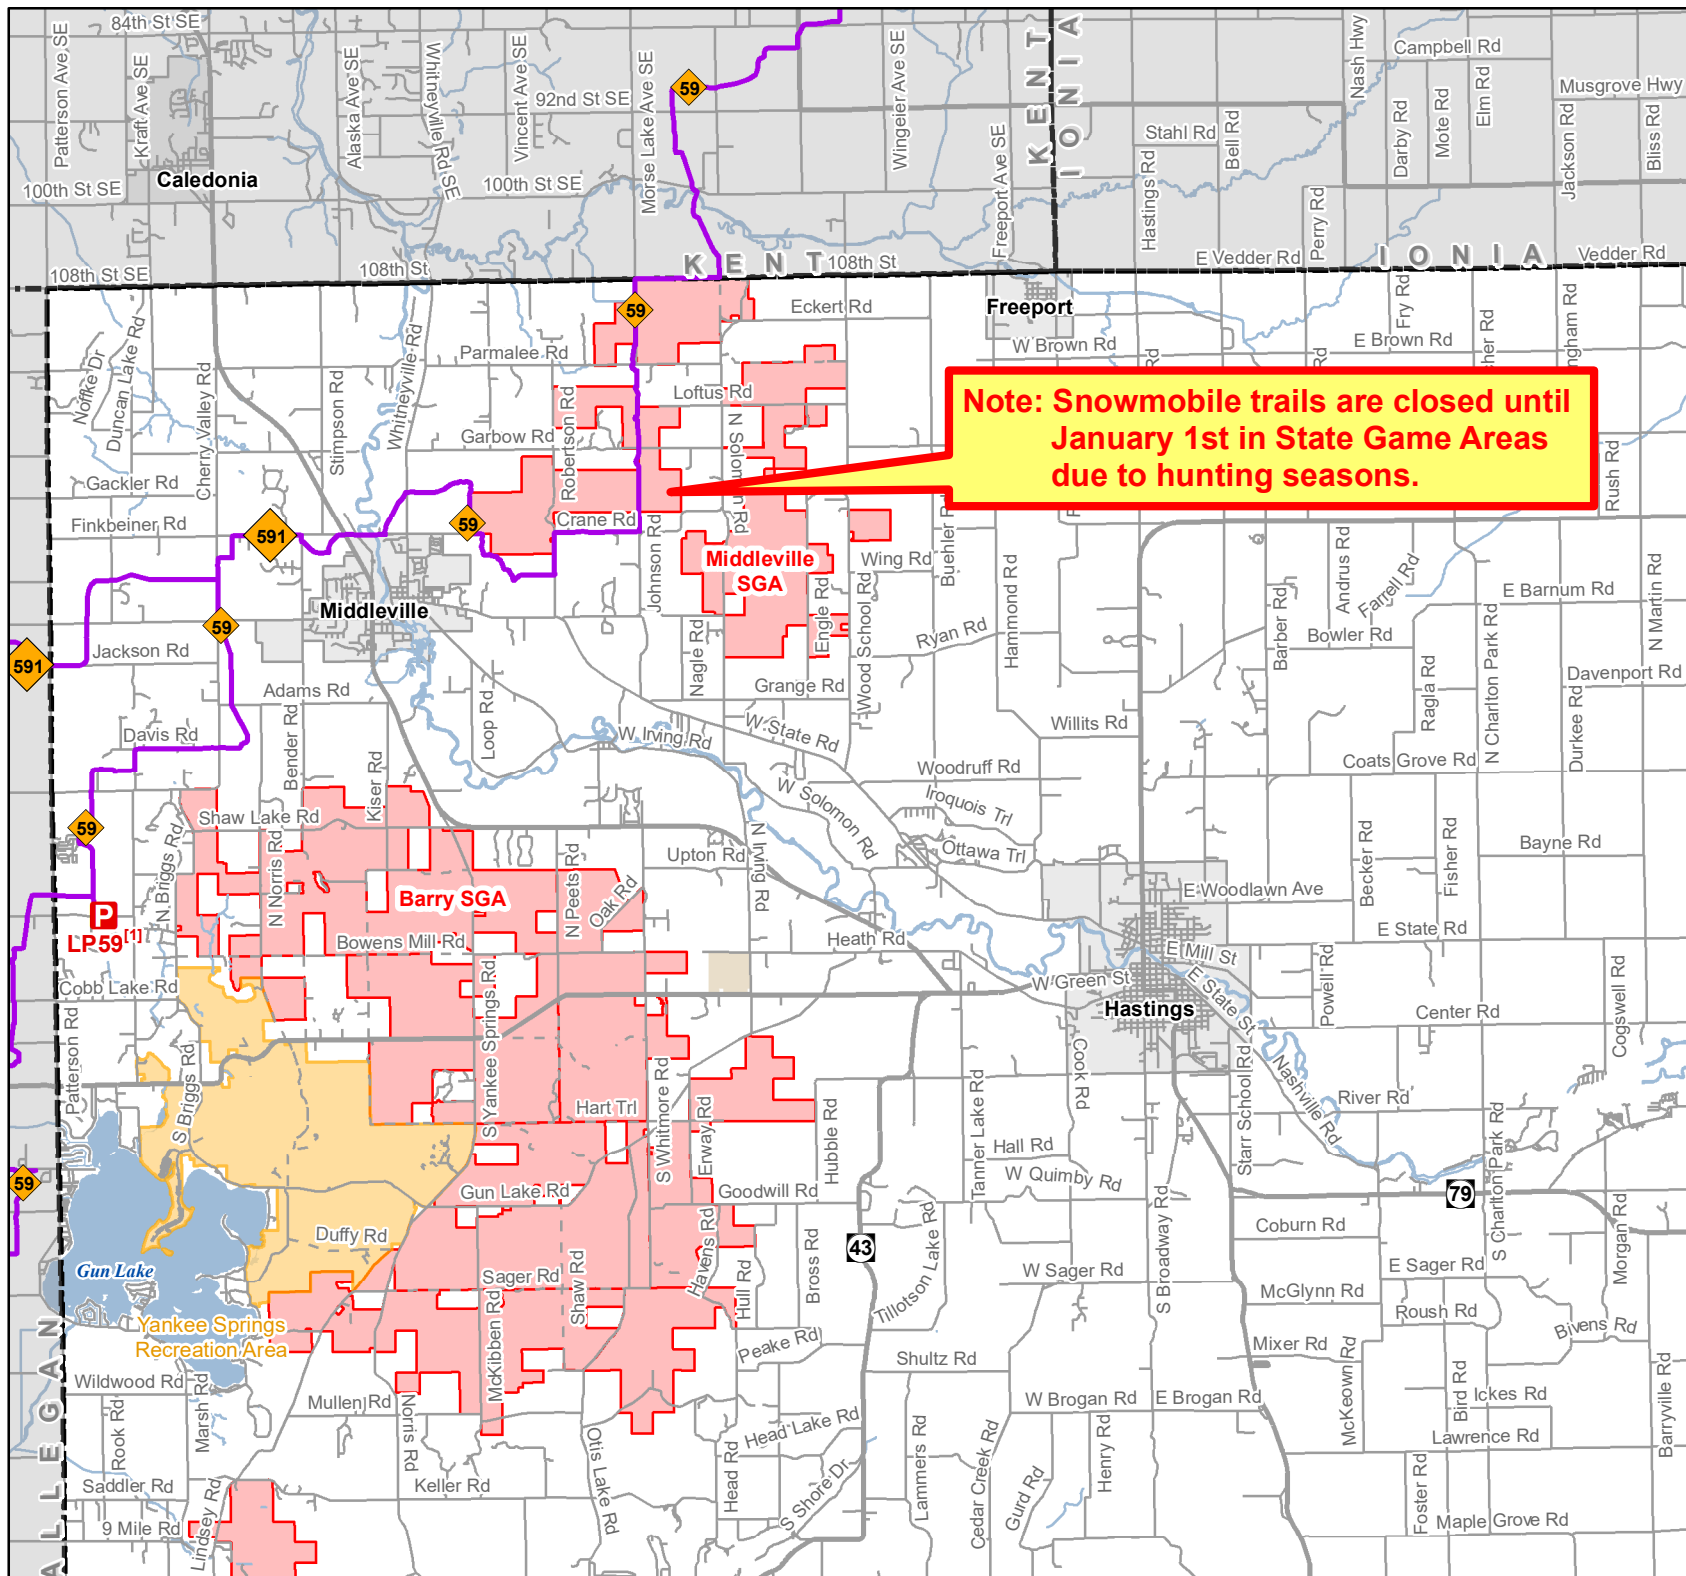 84th St SE
Patterson Ave SE
Kraft Ave SE
Alaska Ave SE
Whitneyville Rd SE
Vincent Ave SE
92nd St SE
Morse Lake Ave SE
59
Wingeier Ave SE
Freeport Ave SE
KENT
IONIA
Nash Hwy
Campbell Rd
Musgrove Hwy
Stahl Rd
Bell Rd
Darby Rd
Mote Rd
Elm Rd
Jackson Rd
Bliss Rd
Caledonia
100th St SE
100th St SE
Hastings Rd
Perry Rd
108th St SE
108th St
KENT
108th St
E Vedder Rd
IONIA
Vedder Rd
Freeport
59
Eckert Rd
Fry Rd
W Brown Rd
E Brown Rd
Noffke Dr
Duncan Lake Rd
Cherry Valley Rd
Stimpson Rd
Whitneyville Rd
Parmalee Rd
Loftus Rd
Robertson Rd
N Solomon Rd
Garbow Rd
Note: Snowmobile trails are closed until
January 1st in State Game Areas
due to hunting seasons.
Rush Rd
Gackler Rd
Finkbeiner Rd
591
59
Crane Rd
Johnson Rd
Middleville
SGA
Wing Rd
Buehler R
Hammond Rd
Engle Rd
Wood School Rd
Ryan Rd
Nagle Rd
Grange Rd
Barber Rd
Andrus Rd
Farrell Rd
E Barnum Rd
N Martin Rd
Bowler Rd
Ragla Rd
N Charlton Park Rd
Davenport Rd
Durkee Rd
Middleville
59
591
Jackson Rd
Adams Rd
Davis Rd
Bender Rd
Kiser Rd
Loop Rd
W Irving Rd
W State Rd
Willits Rd
Coats Grove Rd
Woodruff Rd
W Solomon Rd
Iroquois Trl
Ottawa Trl
59
Shaw Lake Rd
N Briggs Rd
N Norris Rd
Upton Rd
N Irving Rd
N Peets Rd
Oak Rd
Becker Rd
Fisher Rd
Bayne Rd
E Woodlawn Ave
E State Rd
Barry SGA
P
LP59[1]
Bowens Mill Rd
Heath Rd
E Mill St
W Green St
E State St
Hastings
Powell Rd
Center Rd
Cogswell Rd
Cobb Lake Rd
Patterson Rd
S Briggs Rd
S Yankee Springs Rd
Hart Trl
S Whitmore Rd
Erway Rd
Hubble Rd
Tanner Lake Rd
Cook Rd
Starr School Rd
Nashville Rd
River Rd
Hall Rd
W Quimby Rd
S Charlton Park Rd
59
Gun Lake Rd
Goodwill Rd
79
Coburn Rd
Morgan Rd
Duffy Rd
Havens Rd
Hull Rd
Bross Rd
43
Tillotson Lake Rd
S Broadway Rd
Gun Lake
Sager Rd
Shaw Rd
McKibben Rd
W Sager Rd
E Sager Rd
McGlynn Rd
Roush Rd
Bivens Rd
Yankee Springs
Recreation Area
Peake Rd
Shultz Rd
Mixer Rd
McKeown Rd
Bird Rd
Ickes Rd
Wildwood Rd
Marsh Rd
Mullen Rd
Norris Rd
W Brogan Rd
E Brogan Rd
Lawrence Rd
Barryville Rd
Rook Rd
Otis Lake Rd
Head Lake Rd
Head Rd
S Shore Dr
Lammers Rd
Cedar Creek Rd
Gurd Rd
Henry Rd
Foster Rd
Saddler Rd
Keller Rd
9 Mile Rd
Lindsey Rd
Maple Grove Rd
ALLEGAN